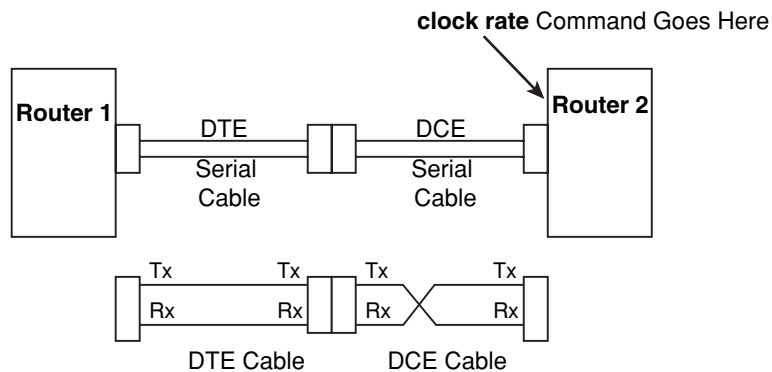 clock rate Command Goes Here
Router 1
Router 2
DTE
DCE
Serial
Cable
Serial
Cable
Tx
Tx
Tx
Tx
Rx
Rx
Rx
Rx
DTE Cable
DCE Cable